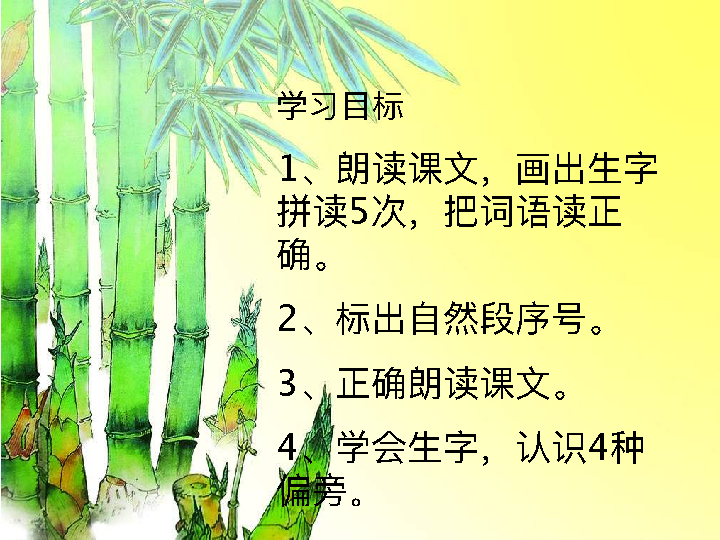 学习目标
1、朗读课文，画出生字
拼读5次，把词语读正
确。
2、标出自然段序号。
3、正确朗读课文。
4、学会生字，认识4种
偏旁。